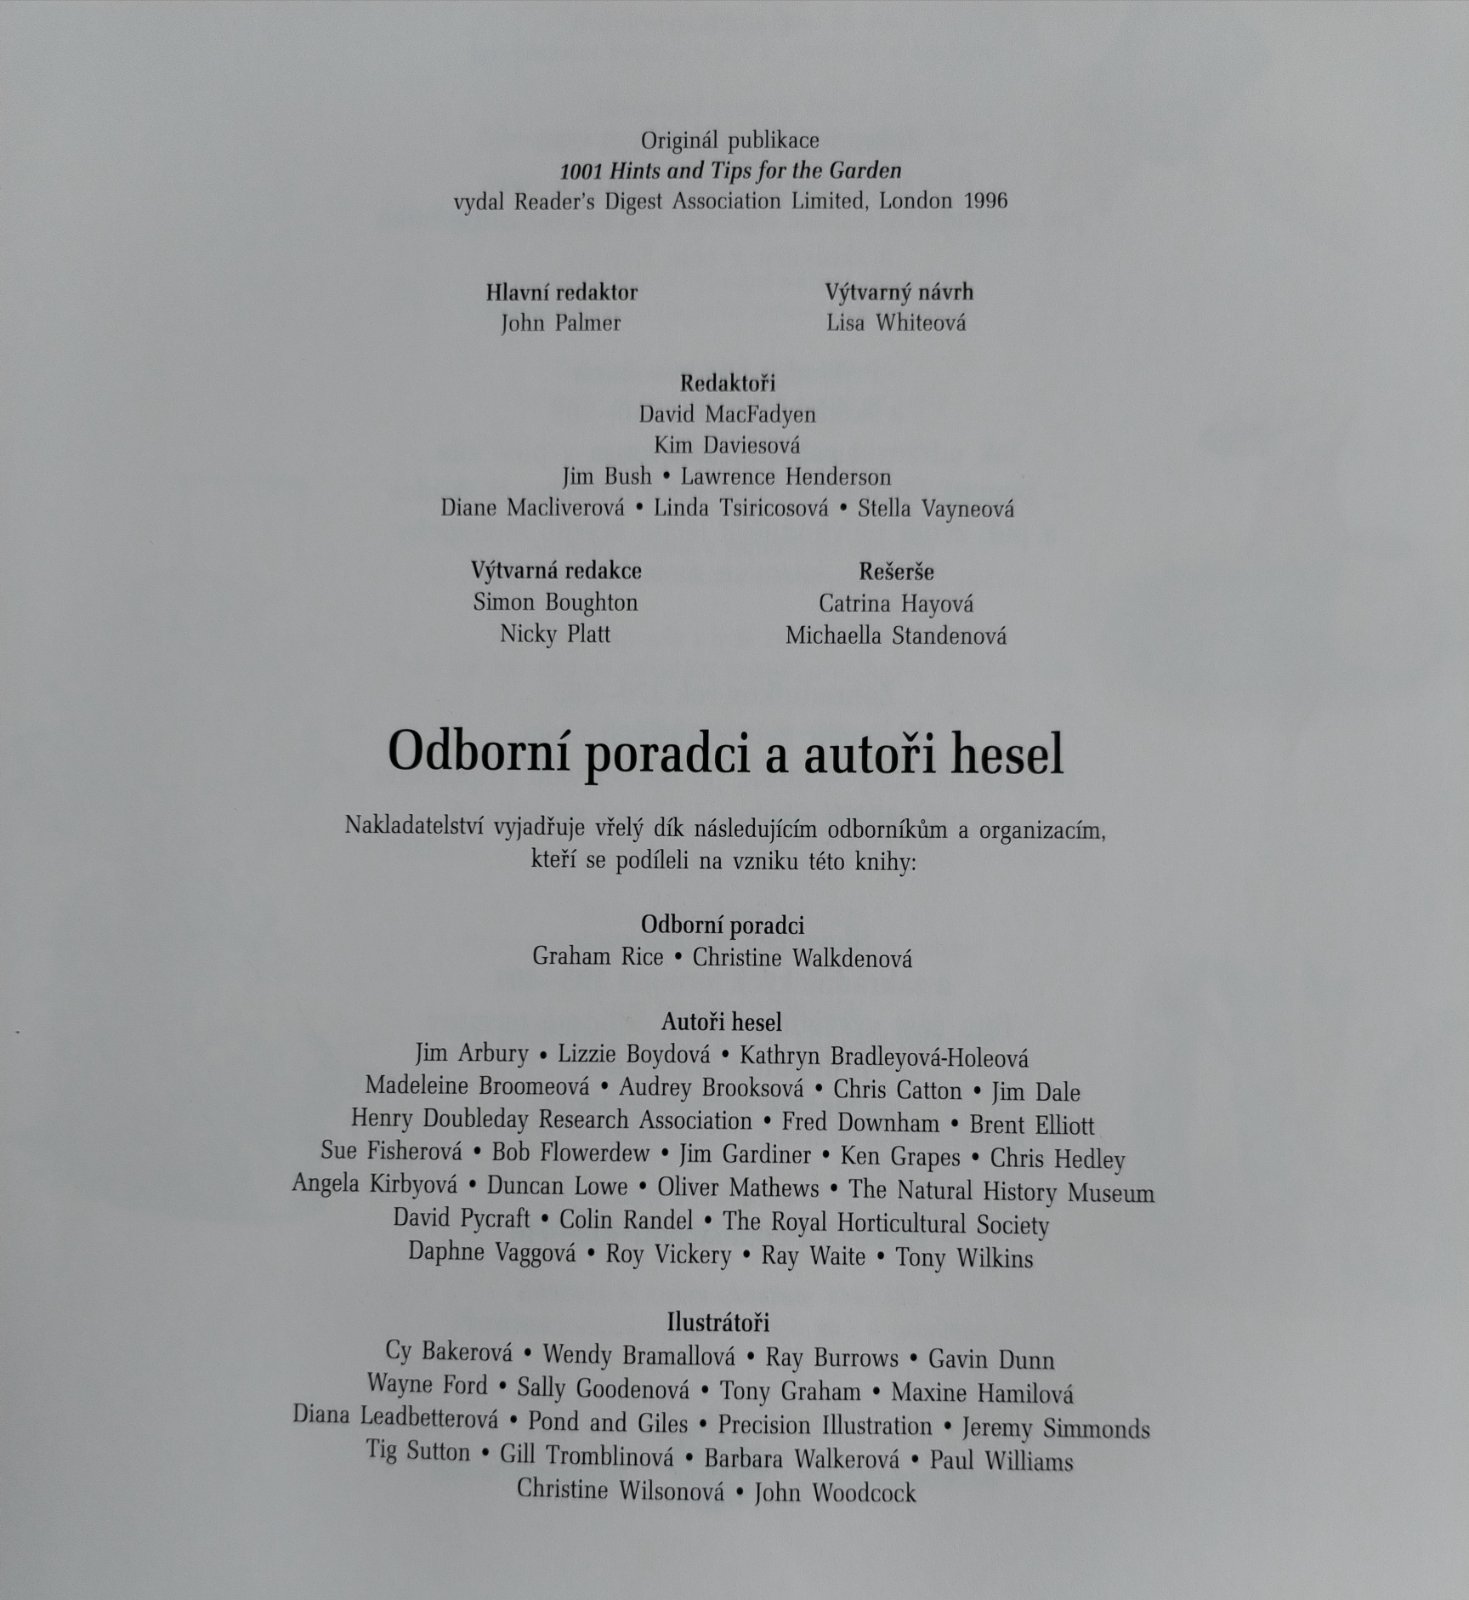 Originál publikace
1001 Hints and Tips for the Garden
vydal Reader's Digest Association Limited, London 1996
Hlavní redaktor
John Palmer
Výtvarný návrh
Lisa Whiteová
Redaktoři
David MacFadyen
Kim Daviesová
Jim Bush • Lawrence Henderson
Diane Macliverová • Linda Tsiricosová • Stella Vayneová
Výtvarná redakce
Simon Boughton
Nicky Platt
Rešerše
Catrina Hayová
Michaella Standenová
Odborní poradci a autoři hesel
Nakladatelství vyjadřuje vřelý dík následujícím odborníkům a organizacím,
kteří se podíleli na vzniku této knihy:
Odborní poradci
Graham Rice • Christine Walkdenová
Autoři hesel
Jim Arbury • Lizzie Boydová • Kathryn Bradleyová-Holeová
Madeleine Broomeová • Audrey Brooksová • Chris Catton • Jim Dale
Henry Doubleday Research Association • Fred Downham • Brent Elliott
Sue Fisherová • Bob Flowerdew • Jim Gardiner • Ken Grapes • Chris Hedley
Angela Kirbyová • Duncan Lowe • Oliver Mathews • The Natural History Museum
David Pycraft • Colin Randel • The Royal Horticultural Society
Daphne Vaggová • Roy Vickery • Ray Waite • Tony Wilkins
Ilustrátoři
Cy Bakerová • Wendy Bramallová • Ray Burrows • Gavin Dunn
Wayne Ford • Sally Goodenová • Tony Graham • Maxine Hamilová
Diana Leadbetterová • Pond and Giles • Precision Illustration • Jeremy Simmonds
Tig Sutton • Gill Tromblinová • Barbara Walkerová • Paul Williams
Christine Wilsonová • John Woodcock